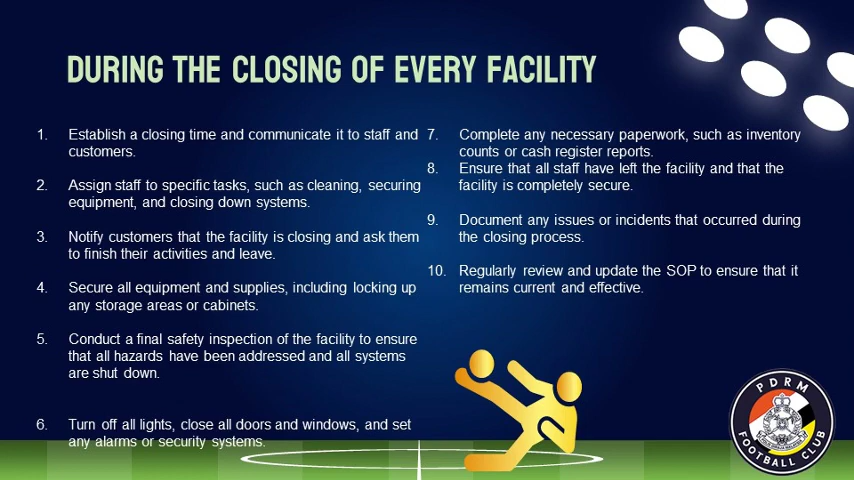 DURING THE CLOSING OF EVERY FACILITY
1. Establish a closing time and communicate it to staff and
customers.
2. Assign staff to specific tasks, such as cleaning, securing
equipment, and closing down systems.
3. Notify customers that the facility is closing and ask them
to finish their activities and leave.
4. Secure all equipment and supplies, including locking up
any storage areas or cabinets.
5. Conduct a final safety inspection of the facility to ensure
that all hazards have been addressed and all systems
are shut down.
6. Turn off all lights, close all doors and windows, and set
any alarms or security systems.
7. Complete any necessary paperwork, such as inventory
counts or cash register reports.
8. Ensure that all staff have left the facility and that the
facility is completely secure.
9. Document any issues or incidents that occurred during
the closing process.
10. Regularly review and update the SOP to ensure that it
remains current and effective.
PDRM
FOOTBALL CLUB